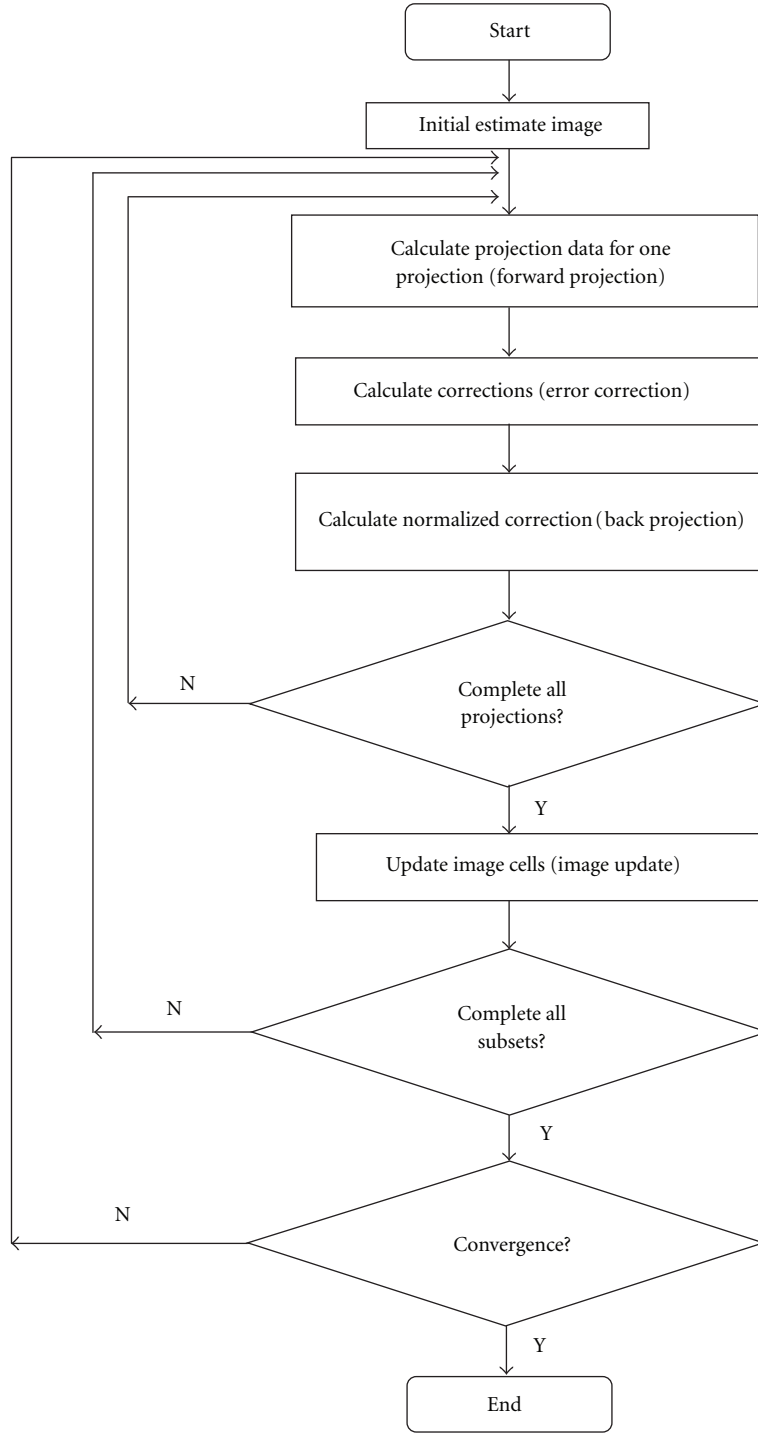 Start
Initial estimate image
Calculate projection data for one
projection (forward projection)
Calculate corrections (error correction)
Calculate normalized correction (back projection)
N
Complete all
projections?
Y
Update image cells (image update)
N
Complete all
subsets?
Y
N
Convergence?
Y
End